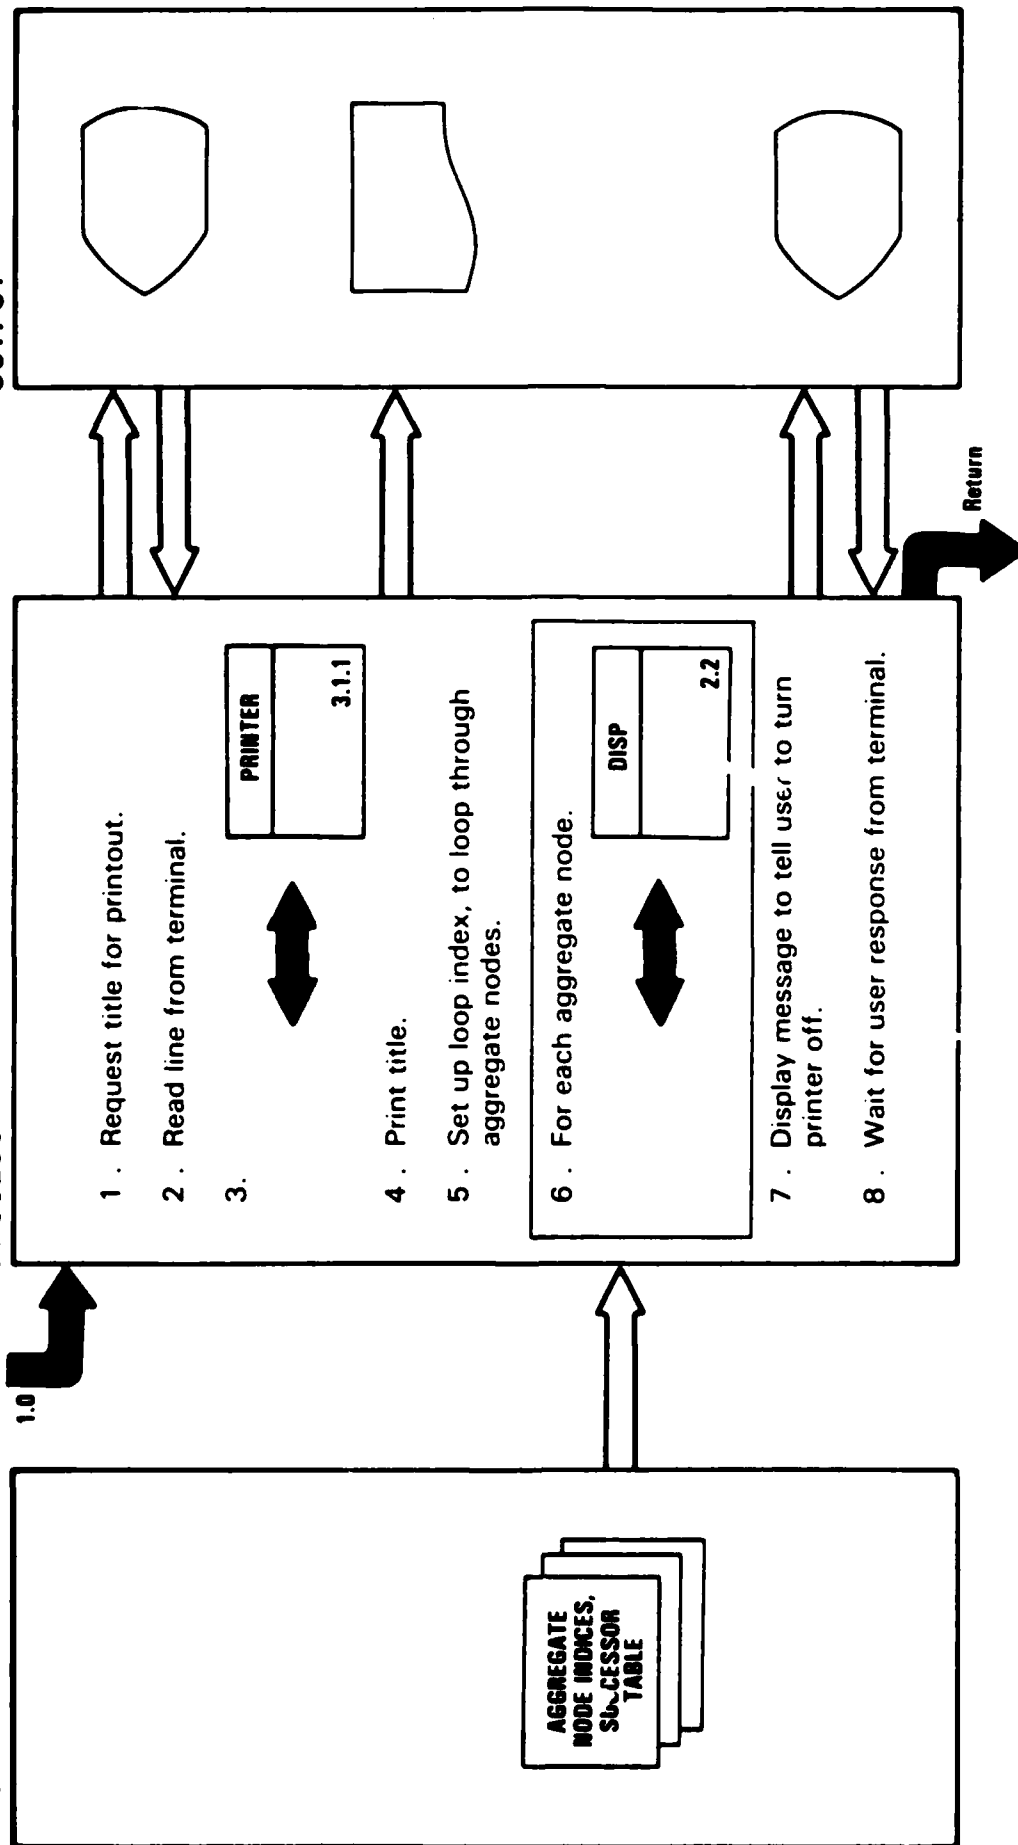 1.0
AGGREGATE
NODE INDICES,
SUCCESSOR
TABLE
1 . Request title for printout.
2 . Read line from terminal.
3.
PRINTER
3.1.1
4 . Print title.
5 . Set up loop index, to loop through
aggregate nodes.
6 . For each aggregate node.
DISP
2.2
7 . Display message to tell user to turn
printer off.
8 . Wait for user response from terminal.
Return